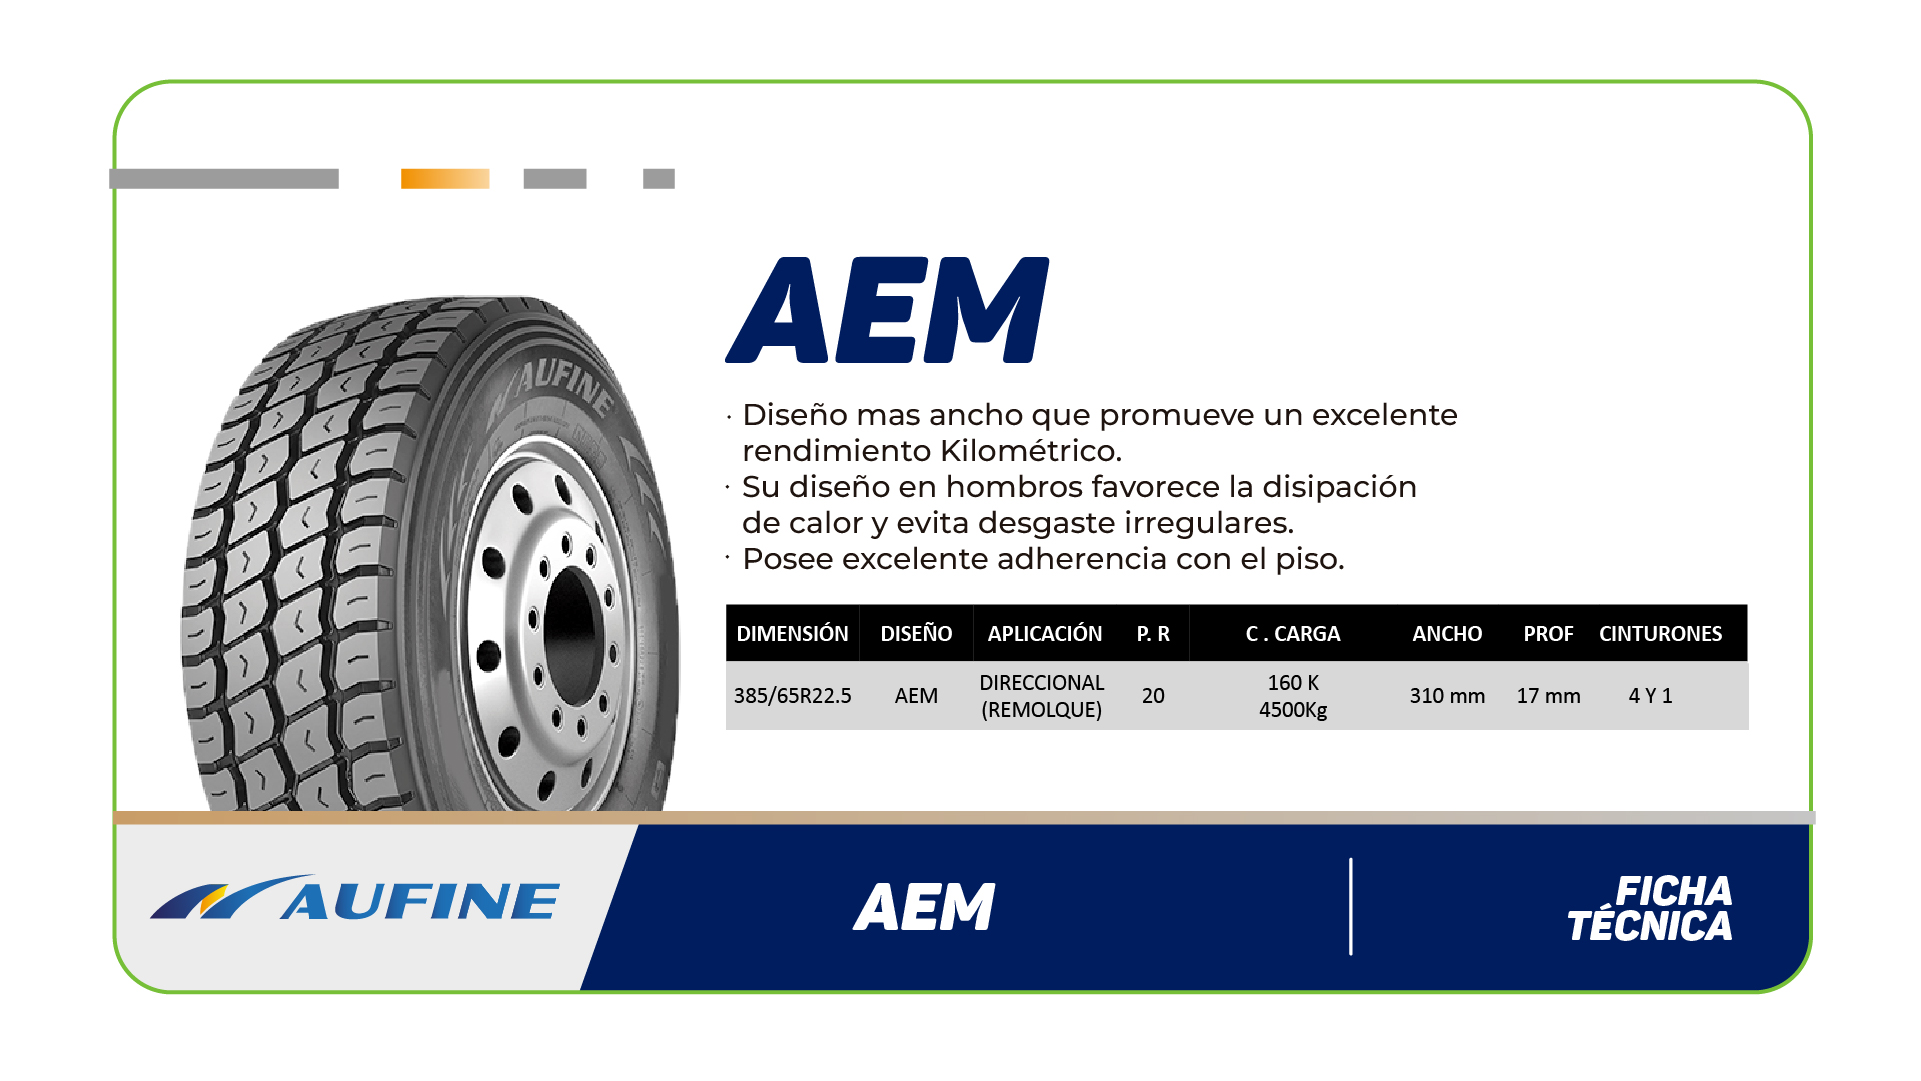 AUFINE
AEM
· Diseño mas ancho que promueve un excelente
rendimiento Kilométrico.
· Su diseño en hombros favorece la disipación
de calor y evita desgaste irregulares.
· Posee excelente adherencia con el piso.
DIMENSIÓN DISEÑO APLICACIÓN P. R C . CARGA ANCHO PROF CINTURONES
385/65R22.5 AEM DIRECCIONAL (REMOLQUE) 20 160 K 4500Kg 310 mm 17 mm 4 Y 1
AUFINE
AEM
FICHA
TÉCNICA